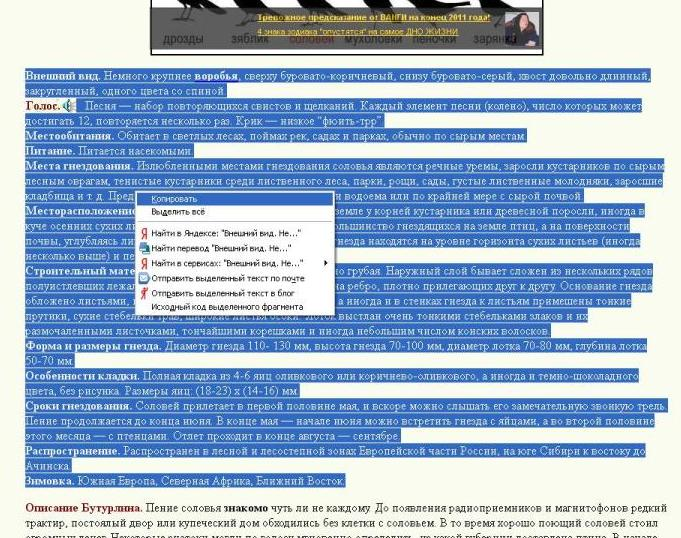 Тревожное предсказание от ВАНГИ на конец 2011 года!
4 знака зодиака "опустятся" на самое ДНО ЖИЗНИ
дрозды зяблик соловей мухоловки пеночки зарянка
Внешний вид. Немного крупнее воробья, сверху буровато-коричневый, снизу буровато-серый, хвост довольно длинный,
закругленный, одного цвета со спиной.
Голос. Песня — набор повторяющихся свистов и щелканий. Каждый элемент песни (колено), число которых может
достигать 12, повторяется несколько раз. Крик — низкое "фюить-трр".
Местообитания. Обитает в светлых лесах, поймах рек, садах и парках, обычно по сырым местам.
Питание. Питается насекомыми.
Места гнездования. Излюбленными местами гнездования соловья являются речные уремы, заросли кустарников по сырым
лесным оврагам, тенистые кустарники среди лиственного леса, парки, рощи, сады, густые лиственные молодняки, заросшие
кладбища и т. д. Пред водоема или по крайней мере с сырой почвой.
Копировать
Выделить всё
Месторасположение земле у корней кустарника или древесной поросли, иногда в
куче осенних сухих ли большинство гнездящихся на земле птиц, а на поверхности
Найти в Яндексе: "Внешний вид. Не..."
почвы, углубляясь ли гнезда находятся на уровне горизонта сухих листьев (иногда
Найти перевод "Внешний вид. Не..."
несколько выше) и пе
Найти в сервисах: "Внешний вид. Не..."
Строительный мате грубая. Наружный слой бывает сложен из нескольких рядов
Отправить выделенный текст по почте
полуистлевших лежал на ребро, плотно прилегающих друг к другу. Основание гнезда
Отправить выделенный текст в блог
обложено листьями, а иногда и в стенках гнезда к листьям примешены тонкие
Исходный код выделенного фрагмента
прутики, сухие стебельки трав, широкие листья осоки. Лоток выстлан очень тонкими стебельками злаков и их
размочаленными листочками, тончайшими корешками и иногда небольшим числом конских волосков.
Форма и размеры гнезда. Диаметр гнезда 110- 130 мм, высота гнезда 70-100 мм, диаметр лотка 70-80 мм, глубина лотка
50-70 мм.
Особенности кладки. Полная кладка из 4-6 яиц оливкового или коричнево-оливкового, а иногда и темно-шоколадного
цвета, без рисунка. Размеры яиц: (18-23) х (14-16) мм.
Сроки гнездования. Соловей прилетает в первой половине мая, и вскоре можно слышать его замечательную звонкую трель.
Пение продолжается до конца июня. В конце мая — начале июня можно встретить гнезда с яйцами, а во второй половине
этого месяца — с птенцами. Отлет проходит в конце августа — сентябре.
Распространение. Распространен в лесной и лесостепной зонах Европейской части России, на юге Сибири к востоку до
Ачинска.
Зимовка. Южная Европа, Северная Африка, Ближний Восток.
Описание Бутурлина. Пение соловья знакомо чуть ли не каждому. До появления радиоприемников и магнитофонов редкий
трактир, постоялый двор или купеческий дом обходились без клетки с соловьем. В то время хорошо поющий соловей стоил